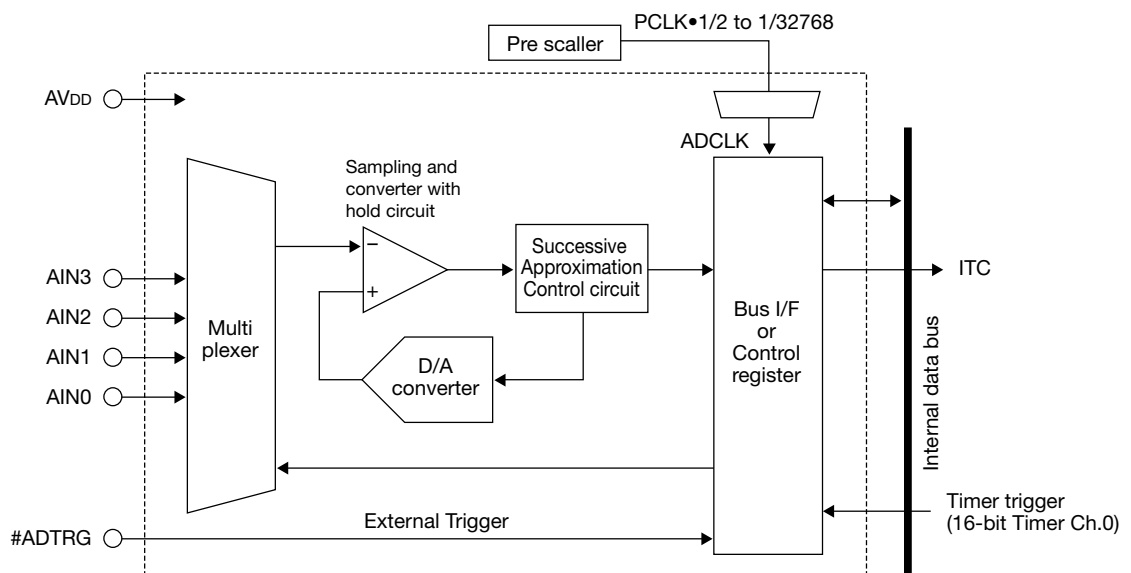 PCLK•1/2 to 1/32768
Pre scaller
AVDD
ADCLK
Sampling and
converter with
hold circuit
−
+
Successive
Approximation
Control circuit
ITC
AIN3
AIN2
AIN1
AIN0
Multi
plexer
D/A
converter
Bus I/F
or
Control
register
Internal data bus
External Trigger
#ADTRG
Timer trigger
(16-bit Timer Ch.0)